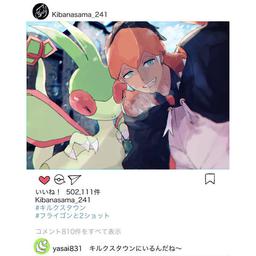 Kibanasama_241
いいね！ 502,111件
Kibanasama_241
#キルクスタウン
#フライゴンと2ショット
コメント810件をすべて表示
yasai831 キルクスタウンにいるんだね〜